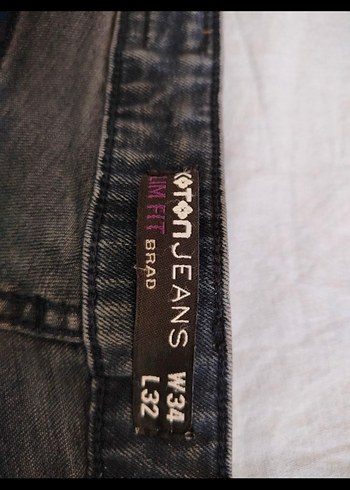 KOTON JEANS W34
LIM FIT BRAD L32